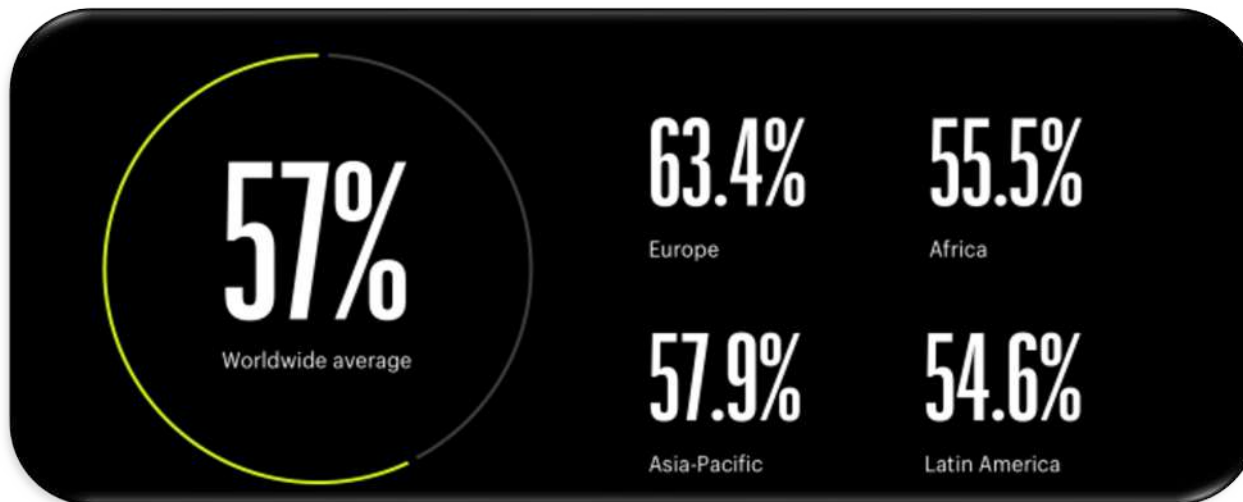 57%
Worldwide average
63.4%
Europe
55.5%
Africa
57.9%
Asia-Pacific
54.6%
Latin America